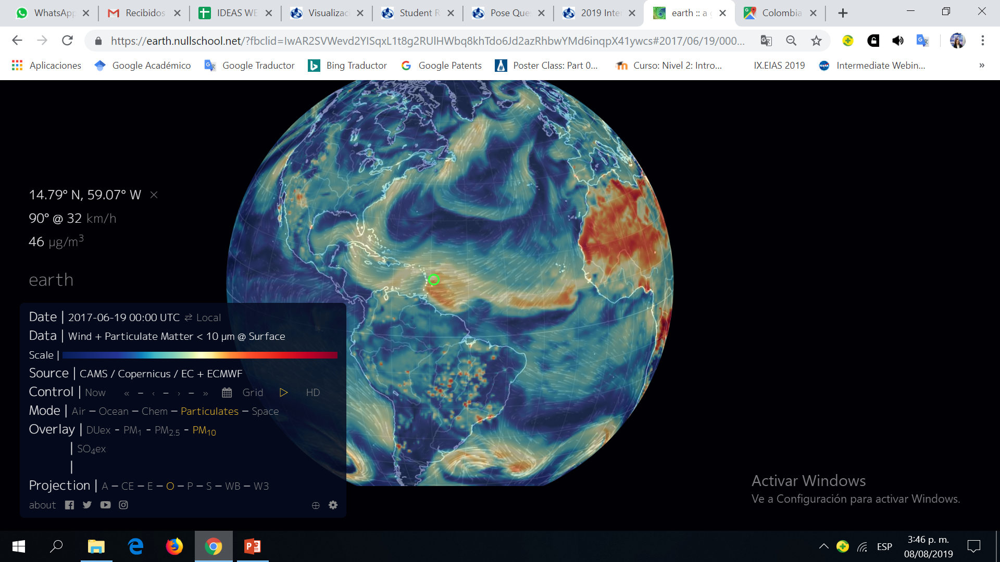 WhatsApp Recibidos IDEAS WE Visualizac Student R Pose Que 2019 Inter earth :: a g Colombia
https://earth.nullschool.net/?fbclid=IwAR2SVWevd2YISqxL1t8g2RUlHWbq8khTdo6Jd2azRhbwYMd6inqpX41ywcs#2017/06/19/000...
Aplicaciones Google Académico Google Traductor Bing Traductor Google Patents Poster Class: Part 0... Curso: Nivel 2: Intro... IX.EIAS 2019 Intermediate Webin... »
14.79° N, 59.07° W ×
90° @ 32 km/h
46 µg/m³
earth
Date | 2017-06-19 00:00 UTC ⇄ Local
Data | Wind + Particulate Matter < 10 µm @ Surface
Scale |
Source | CAMS / Copernicus / EC + ECMWF
Control | Now « – ‹ – › – » Grid HD
Mode | Air – Ocean – Chem – Particulates – Space
Overlay | DUex - PM₁ - PM₂.₅ - PM₁₀
| SO₄ex
|
Projection | A – CE – E – O – P – S – WB – W3
about
Activar Windows
Ve a Configuración para activar Windows.
ESP
3:46 p. m.
08/08/2019